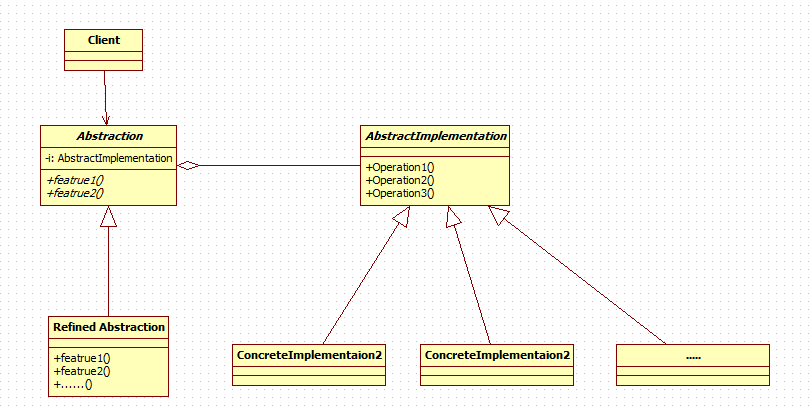 Client
Abstraction
-i: AbstractImplementation
+featrue1()
+featrue2()
AbstractImplementation
+Operation1()
+Operation2()
+Operation3()
Refined Abstraction
+featrue1()
+featrue2()
+......()
ConcreteImplementaion2
ConcreteImplementaion2
.....